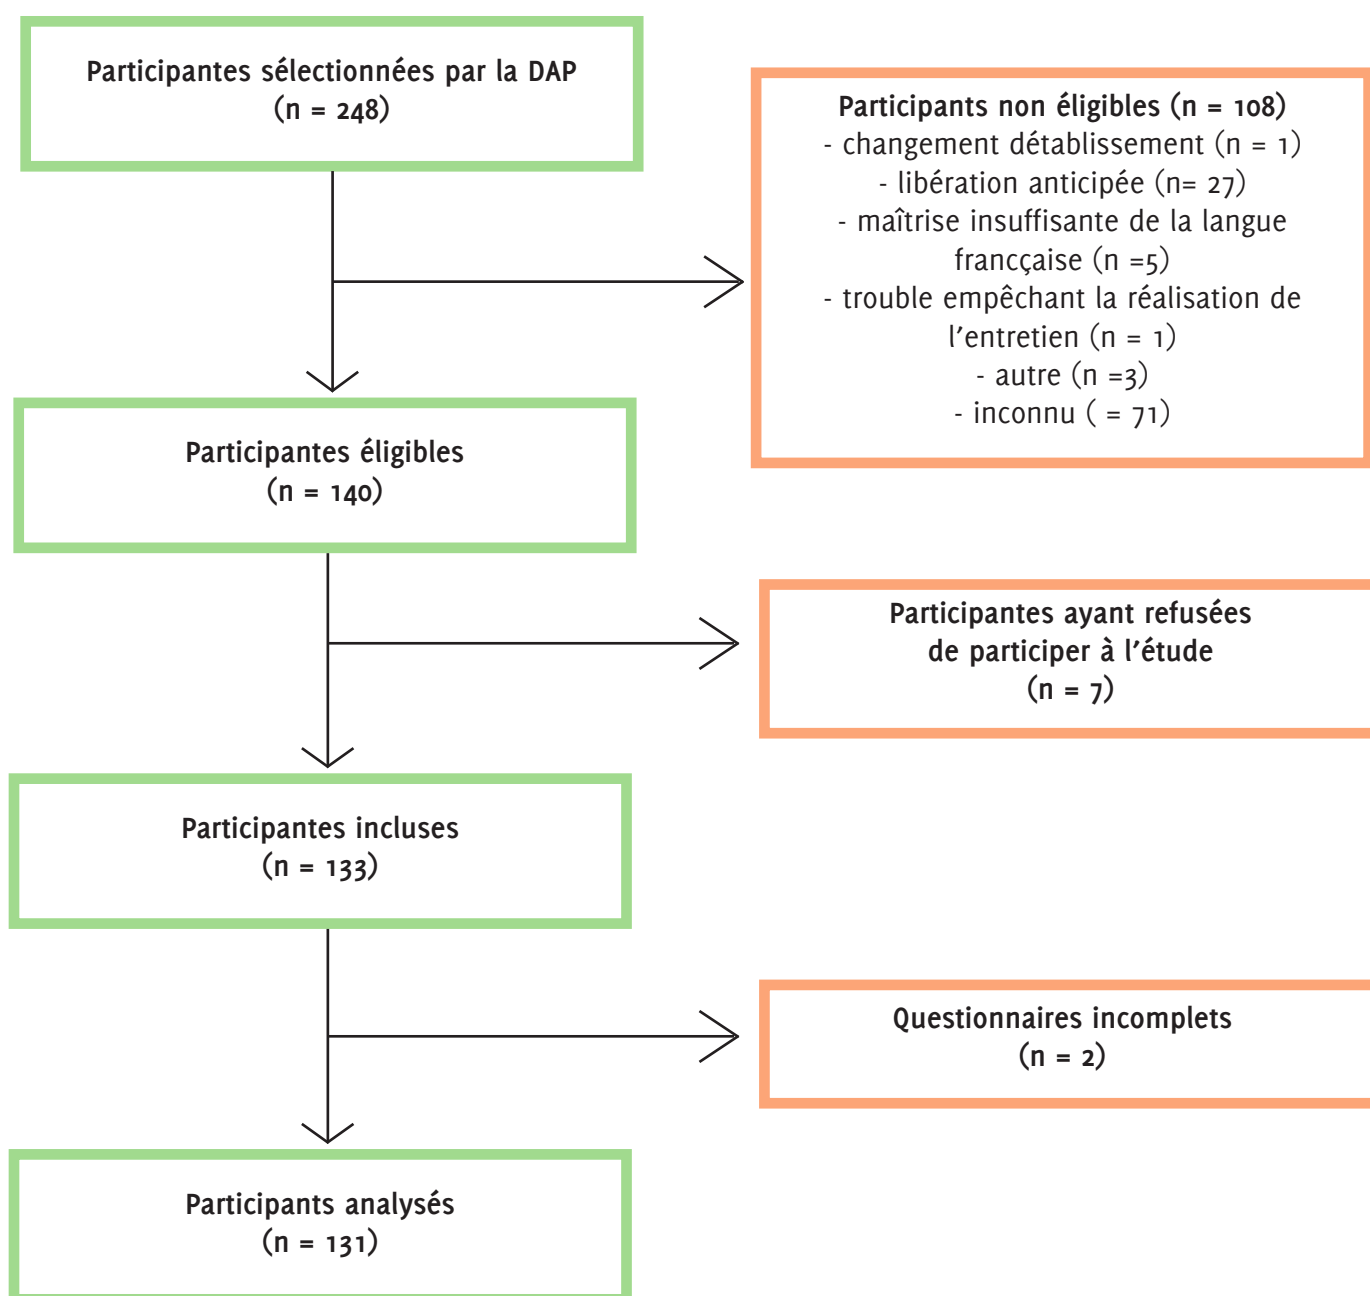 Participantes sélectionnées par la DAP
(n = 248)
Participants non éligibles (n = 108)
- changement détablissement (n = 1)
- libération anticipée (n= 27)
- maîtrise insuffisante de la langue
francçaise (n =5)
- trouble empêchant la réalisation de
l'entretien (n = 1)
- autre (n =3)
- inconnu ( = 71)
Participantes éligibles
(n = 140)
Participantes ayant refusées
de participer à l'étude
(n = 7)
Participantes incluses
(n = 133)
Questionnaires incomplets
(n = 2)
Participants analysés
(n = 131)